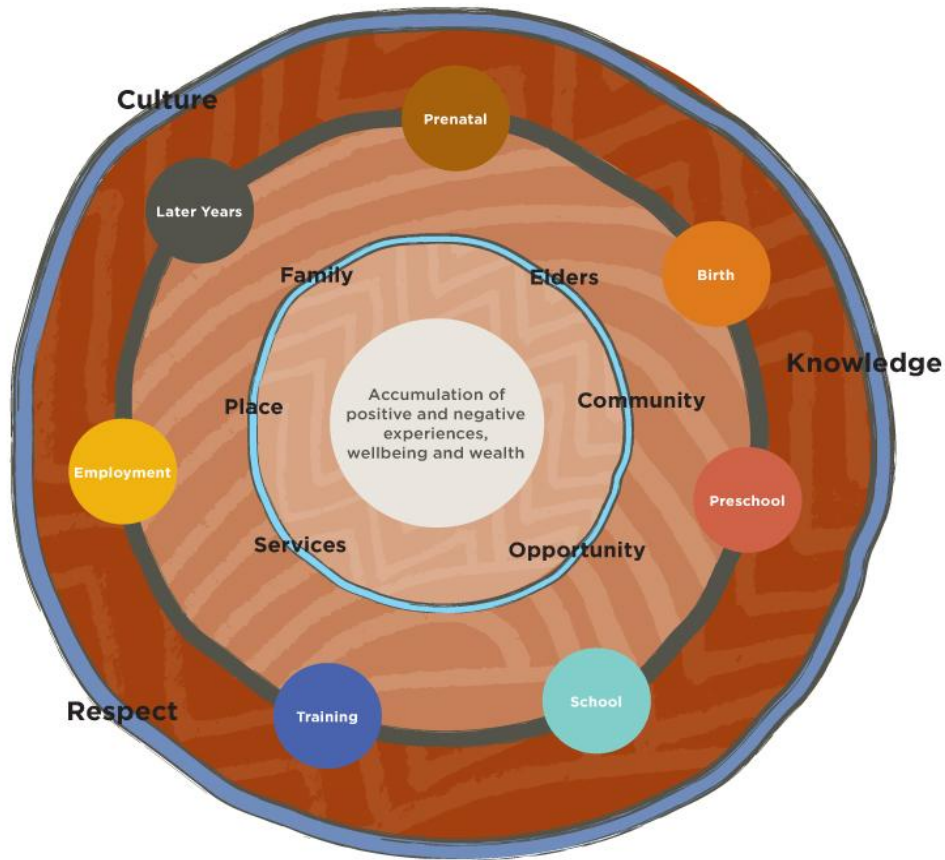 Culture
Prenatal
Later Years
Family
Elders
Birth
Knowledge
Accumulation of
positive and negative
experiences,
wellbeing and wealth
Place
Community
Employment
Preschool
Services
Opportunity
Respect
Training
School